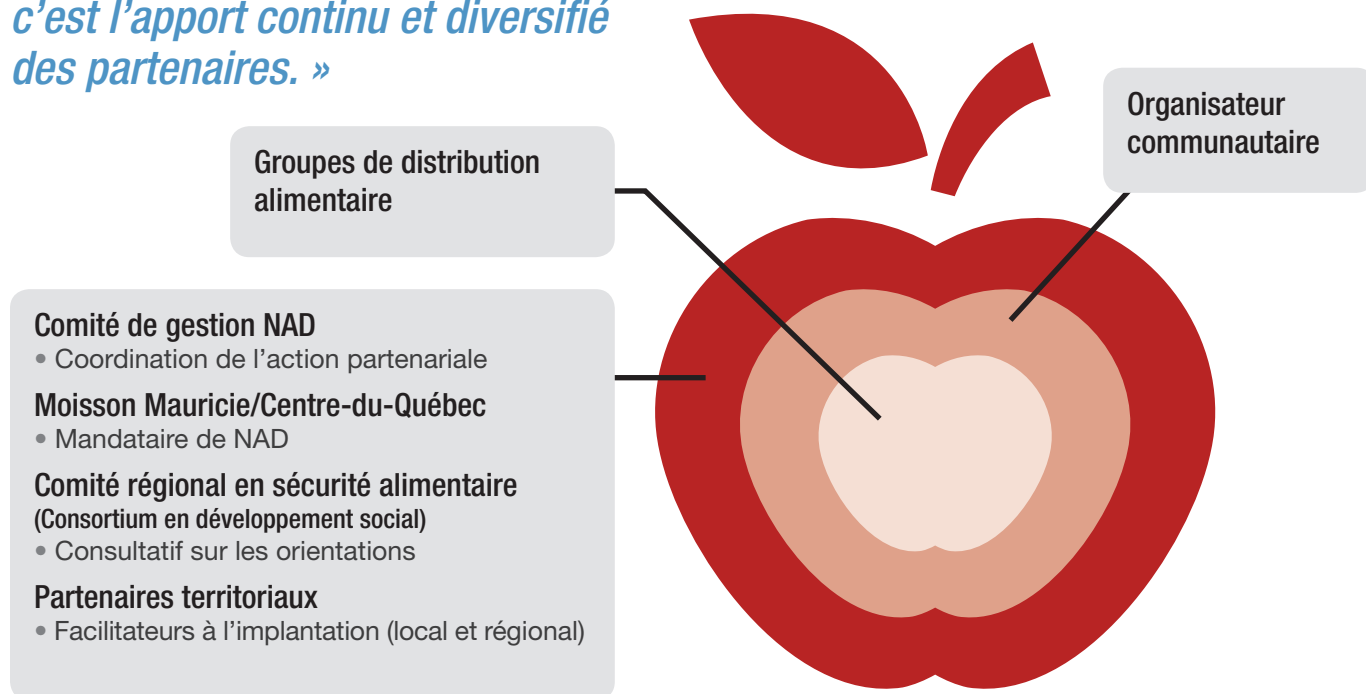 c’est l’apport continu et diversifié
des partenaires. »
Groupes de distribution
alimentaire
Organisateur
communautaire
Comité de gestion NAD
• Coordination de l’action partenariale
Moisson Mauricie/Centre-du-Québec
• Mandataire de NAD
Comité régional en sécurité alimentaire
(Consortium en développement social)
• Consultatif sur les orientations
Partenaires territoriaux
• Facilitateurs à l’implantation (local et régional)